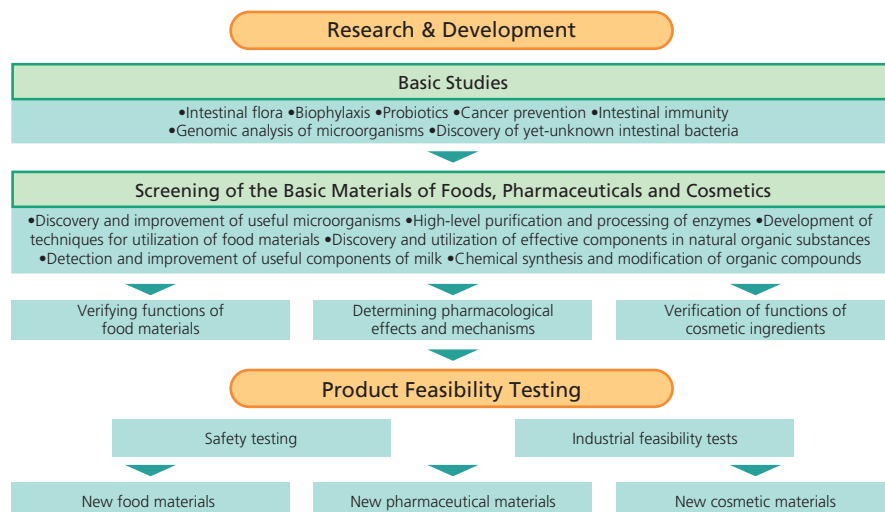 Research & Development
Basic Studies
•Intestinal flora •Biophylaxis •Probiotics •Cancer prevention •Intestinal immunity
•Genomic analysis of microorganisms •Discovery of yet-unknown intestinal bacteria
Screening of the Basic Materials of Foods, Pharmaceuticals and Cosmetics
•Discovery and improvement of useful microorganisms •High-level purification and processing of enzymes •Development of
techniques for utilization of food materials •Discovery and utilization of effective components in natural organic substances
•Detection and improvement of useful components of milk •Chemical synthesis and modification of organic compounds
Verifying functions of
food materials
Determining pharmacological
effects and mechanisms
Verification of functions of
cosmetic ingredients
Product Feasibility Testing
Safety testing
Industrial feasibility tests
New food materials
New pharmaceutical materials
New cosmetic materials